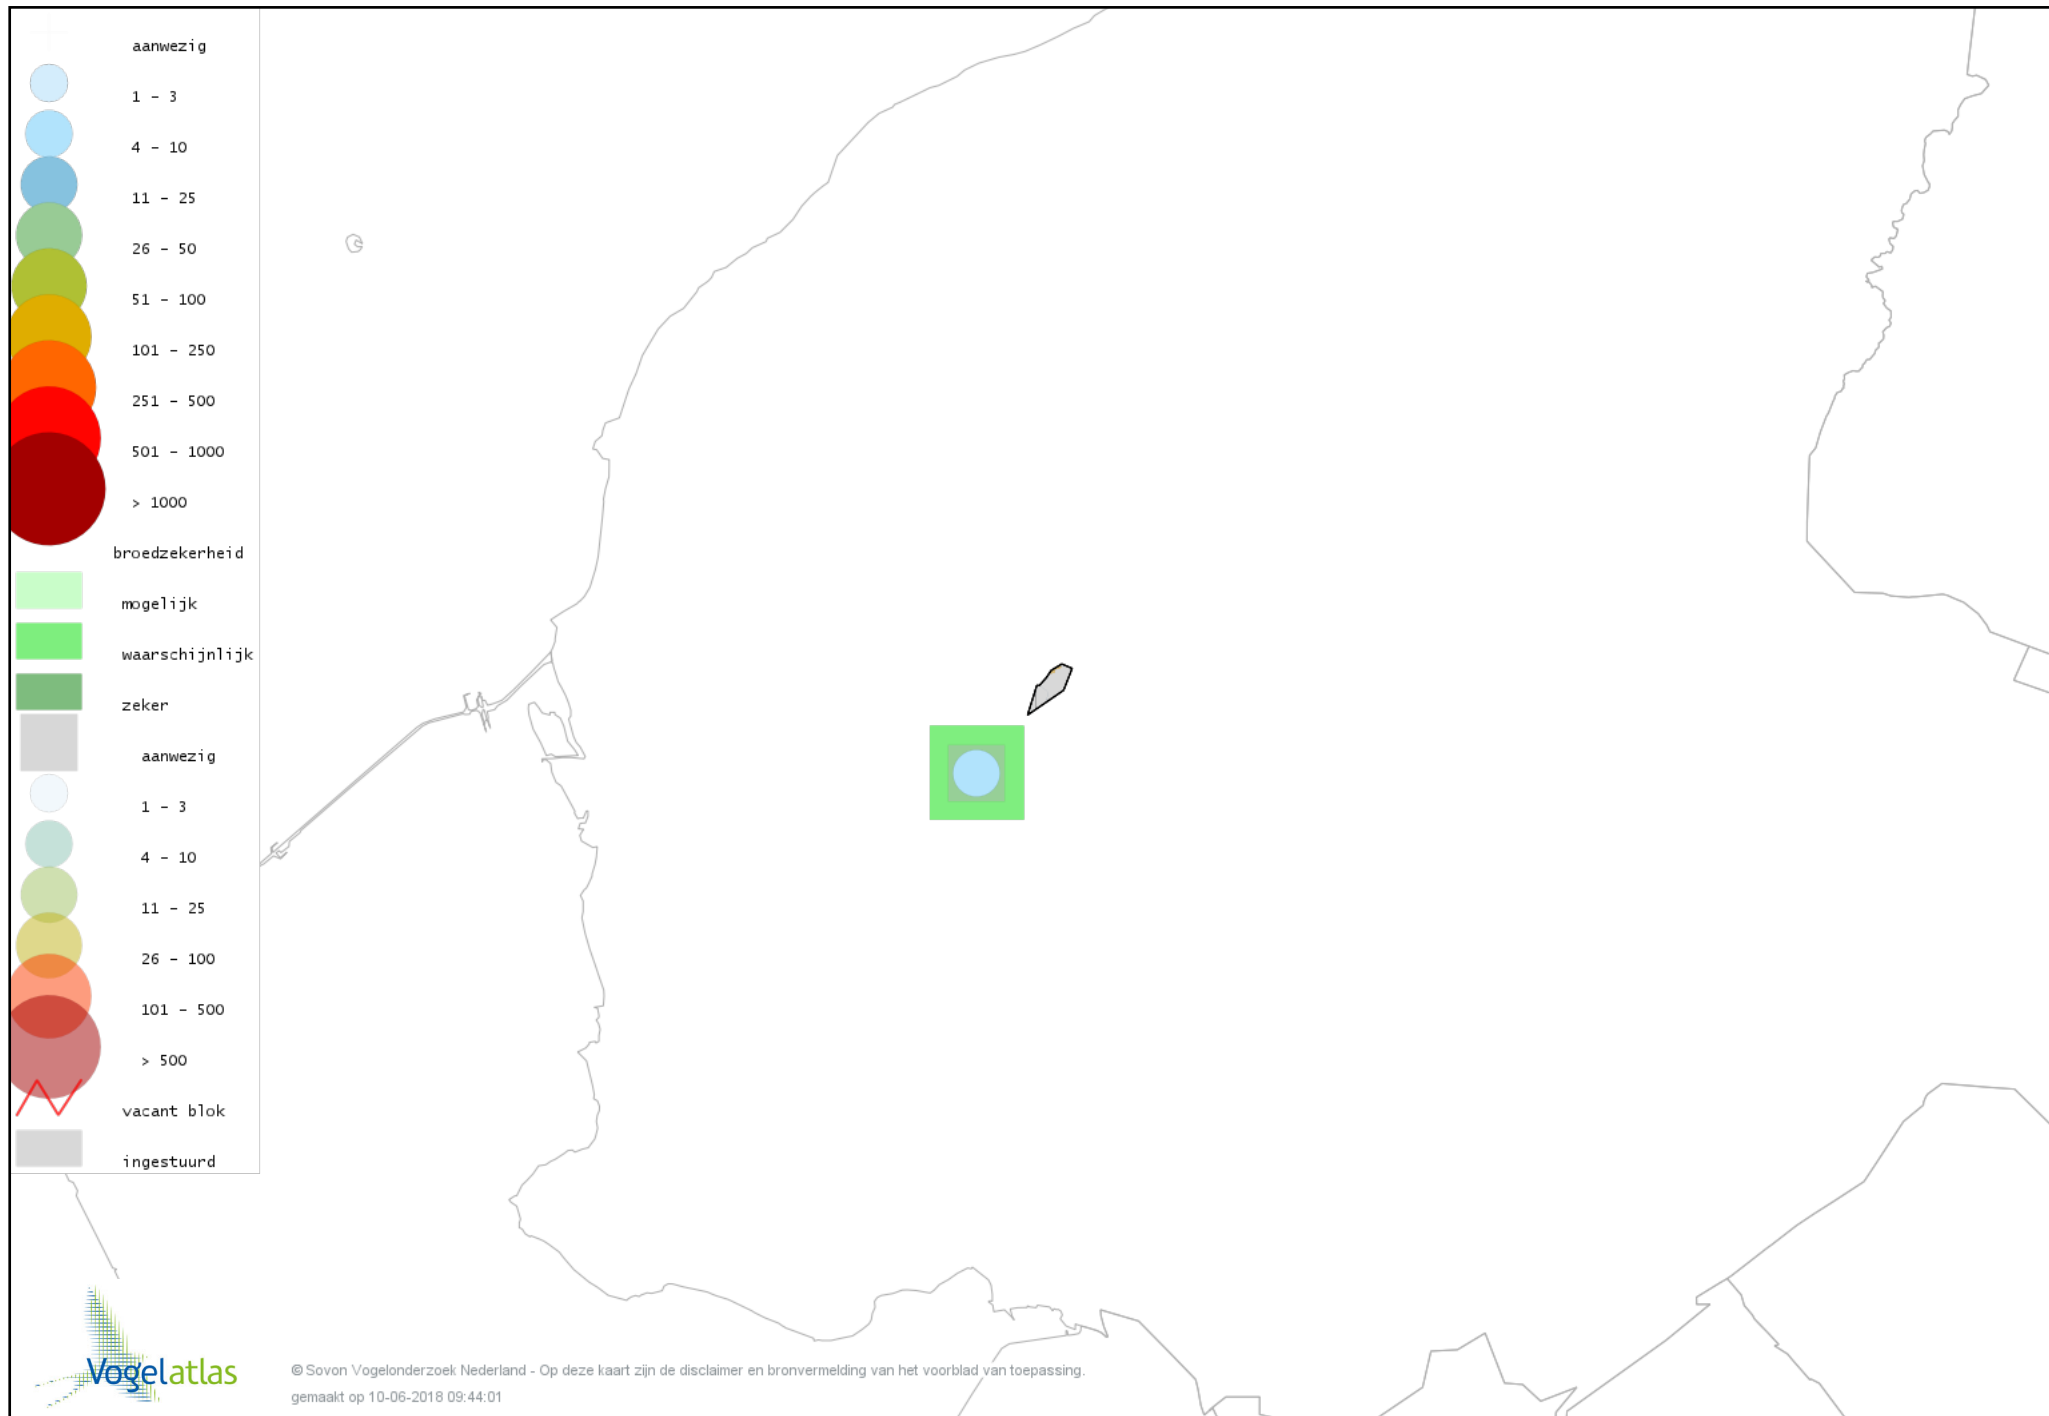 aanwezig
1 - 3
4 - 10
11 - 25
26 - 50
51 - 100
101 - 250
251 - 500
501 - 1000
> 1000
broedzekerheid
mogelijk
waarschijnlijk
zeker
aanwezig
1 - 3
4 - 10
11 - 25
26 - 100
101 - 500
> 500
vacant blok
ingestuurd
Vogelatlas
© Sovon Vogelonderzoek Nederland - Op deze kaart zijn de disclaimer en bronvermelding van het voorblad van toepassing.
gemaakt op 10-06-2018 09:44:01